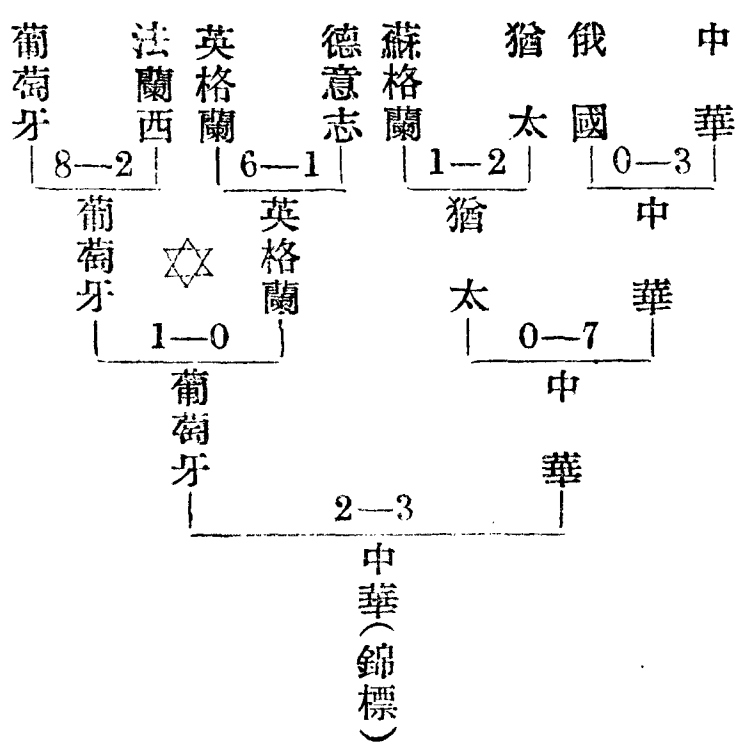 葡萄牙
法蘭西
英格蘭
德意志
蘇格蘭
猶太
俄國
中華
8—2
6—1
1—2
0—3
葡萄牙
英格蘭
猶太
中華
1—0
0—7
葡萄牙
中華
2—3
中華(錦標)